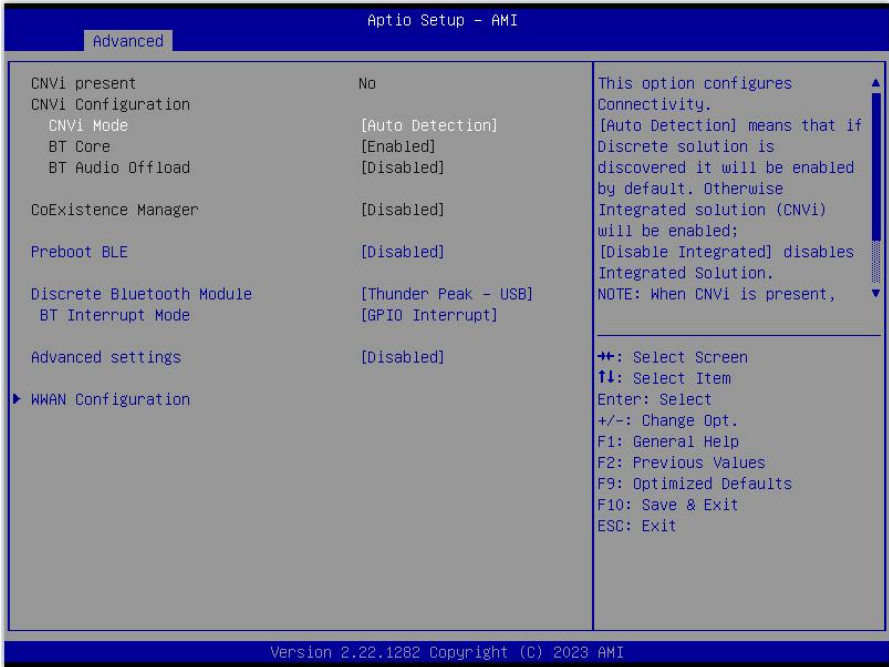 Aptio Setup - AMI
Advanced
CNVi present No
CNVi Configuration
CNVi Mode [Auto Detection]
BT Core [Enabled]
BT Audio Offload [Disabled]
CoExistence Manager [Disabled]
Preboot BLE [Disabled]
Discrete Bluetooth Module [Thunder Peak - USB]
BT Interrupt Mode [GPIO Interrupt]
Advanced settings [Disabled]
WWAN Configuration
This option configures
Connectivity.
[Auto Detection] means that if
Discrete solution is
discovered it will be enabled
by default. Otherwise
Integrated solution (CNVi)
will be enabled;
[Disable Integrated] disables
Integrated Solution.
NOTE: When CNVi is present,
→←: Select Screen
↑↓: Select Item
Enter: Select
+/-: Change Opt.
F1: General Help
F2: Previous Values
F9: Optimized Defaults
F10: Save & Exit
ESC: Exit
Version 2.22.1282 Copyright (C) 2023 AMI